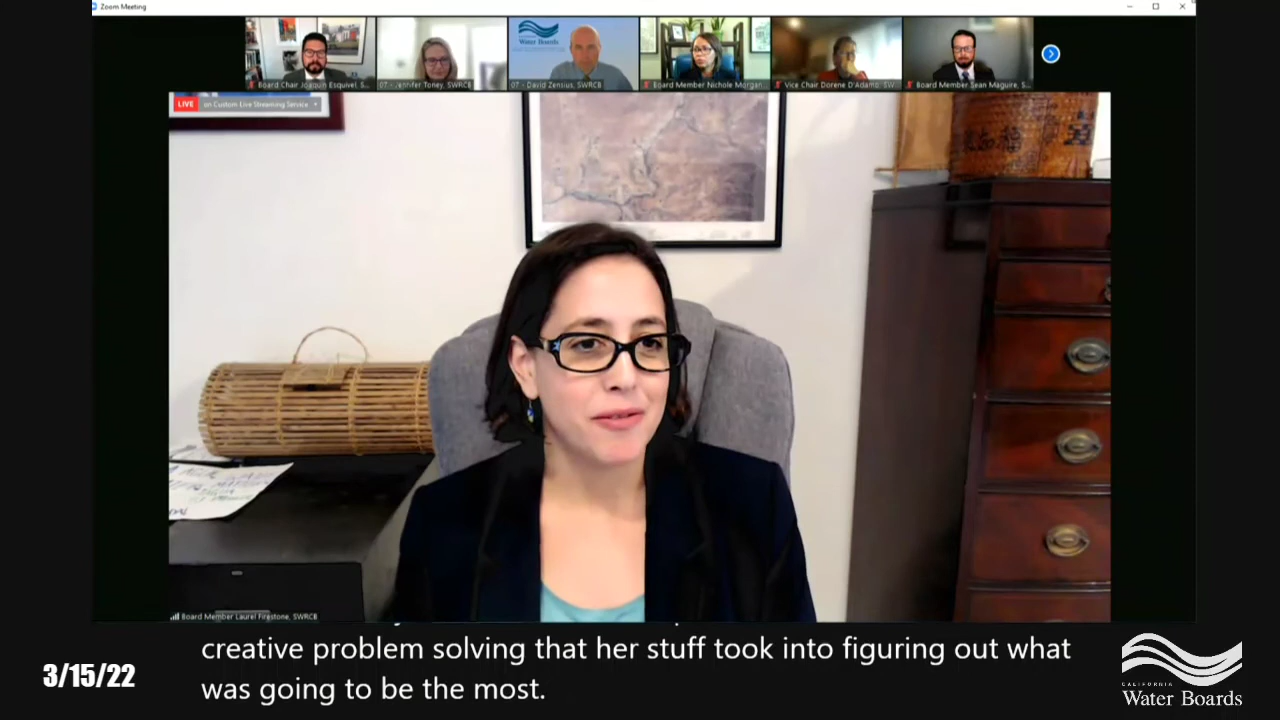 Zoom Meeting
Water Boards
Board Chair Joaquin Esquivel, S...
07 - Jennifer Toney, SWRCB
07 - David Zensius, SWRCB
Board Member Nichole Morgan...
Vice Chair Dorene D'Adamo, SW...
Board Member Sean Maguire, S...
LIVE on Custom Live Streaming Service
Board Member Laurel Firestone, SWRCB
creative problem solving that her stuff took into figuring out what
was going to be the most.
3/15/22
CALIFORNIA
Water Boards